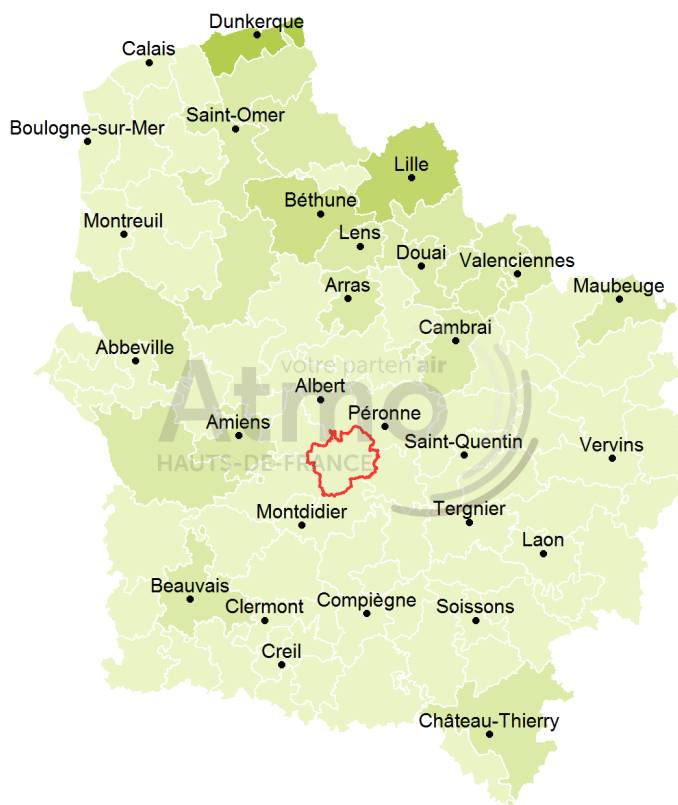 Dunkerque
Calais
Saint-Omer
Boulogne-sur-Mer
Lille
Béthune
Montreuil
Lens
Douai
Valenciennes
Arras
Maubeuge
Cambrai
Abbeville
votre parten'air
Atmo
Albert
Péronne
Amiens
Saint-Quentin
Vervins
HAUTS-DE-FRANCE
Montdidier
Tergnier
Laon
Beauvais
Clermont
Compiègne
Soissons
Creil
Château-Thierry